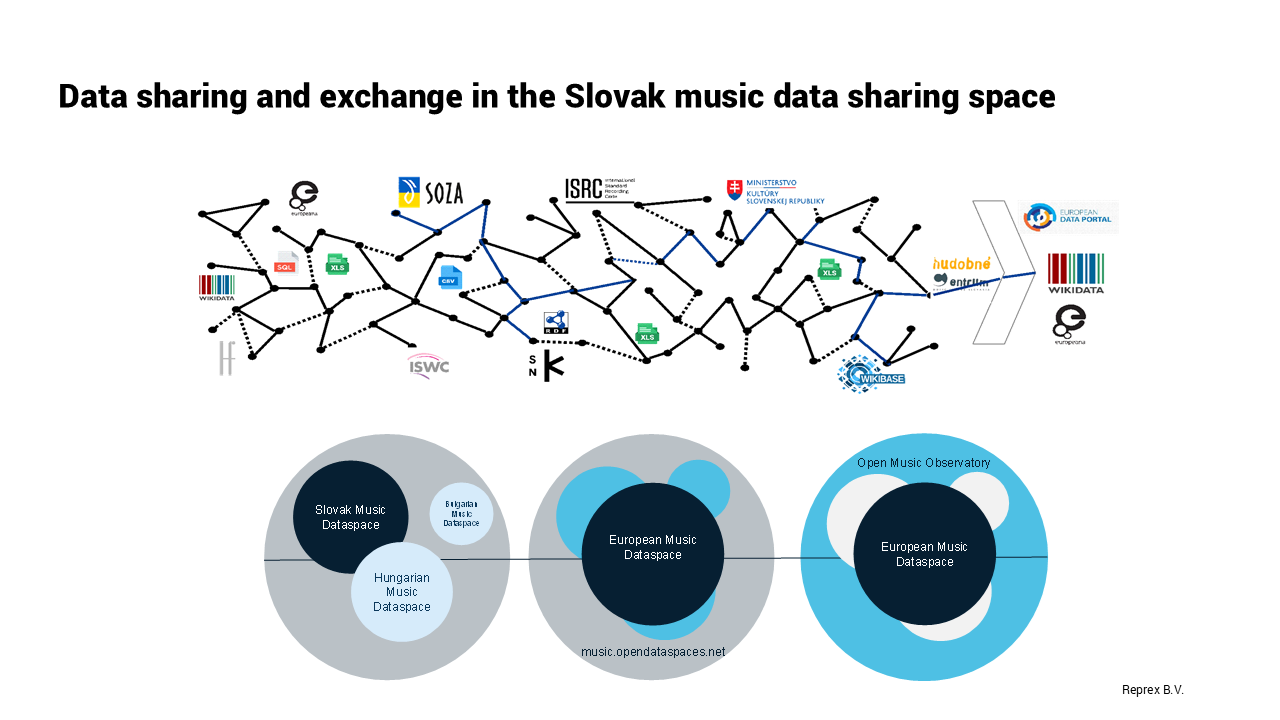 Data sharing and exchange in the Slovak music data sharing space
europeana
SOZA
ISRC International
Standard
Recording
Code
MINISTERSTVO
KULTÚRY
SLOVENSKEJ REPUBLIKY
EUROPEAN
DATA PORTAL
SQL
XLS
CSV
XLS
hudobné
centrum
WIKIDATA
WIKIDATA
RDF
XLS
europeana
hf
ISWC
S
N
K
WIKIBASE
Open Music Observatory
Slovak Music
Dataspace
Bulgarian
Music
Dataspace
European Music
Dataspace
European Music
Dataspace
Hungarian
Music
Dataspace
music.opendataspaces.net
Reprex B.V.